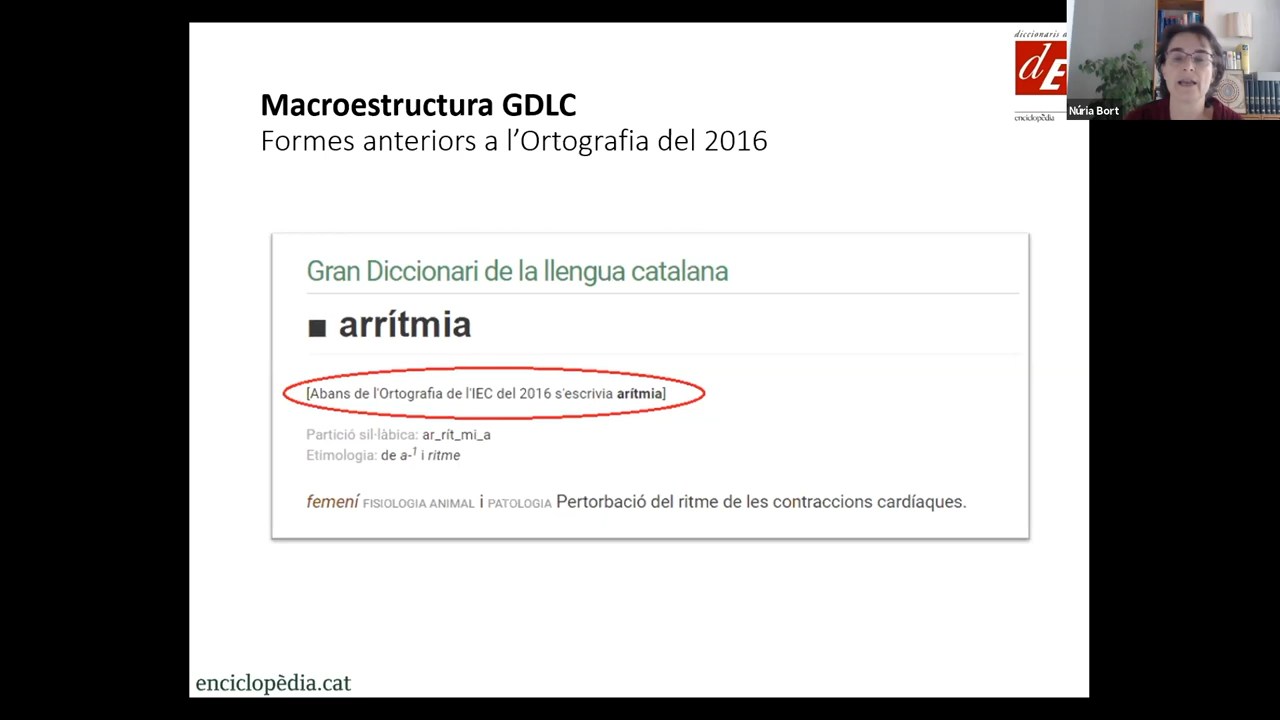 Macroestructura GDLC
Formes anteriors a l’Ortografia del 2016
diccionaris d
dE
enciclopèdia
Núria Bort
Gran Diccionari de la llengua catalana
■ arrítmia
[Abans de l'Ortografia de l'IEC del 2016 s'escrivia arítmia]
Partició sil·làbica: ar_rít_mi_a
Etimologia: de a-¹ i ritme
femení FISIOLOGIA ANIMAL i PATOLOGIA Pertorbació del ritme de les contraccions cardíaques.
enciclopèdia.cat